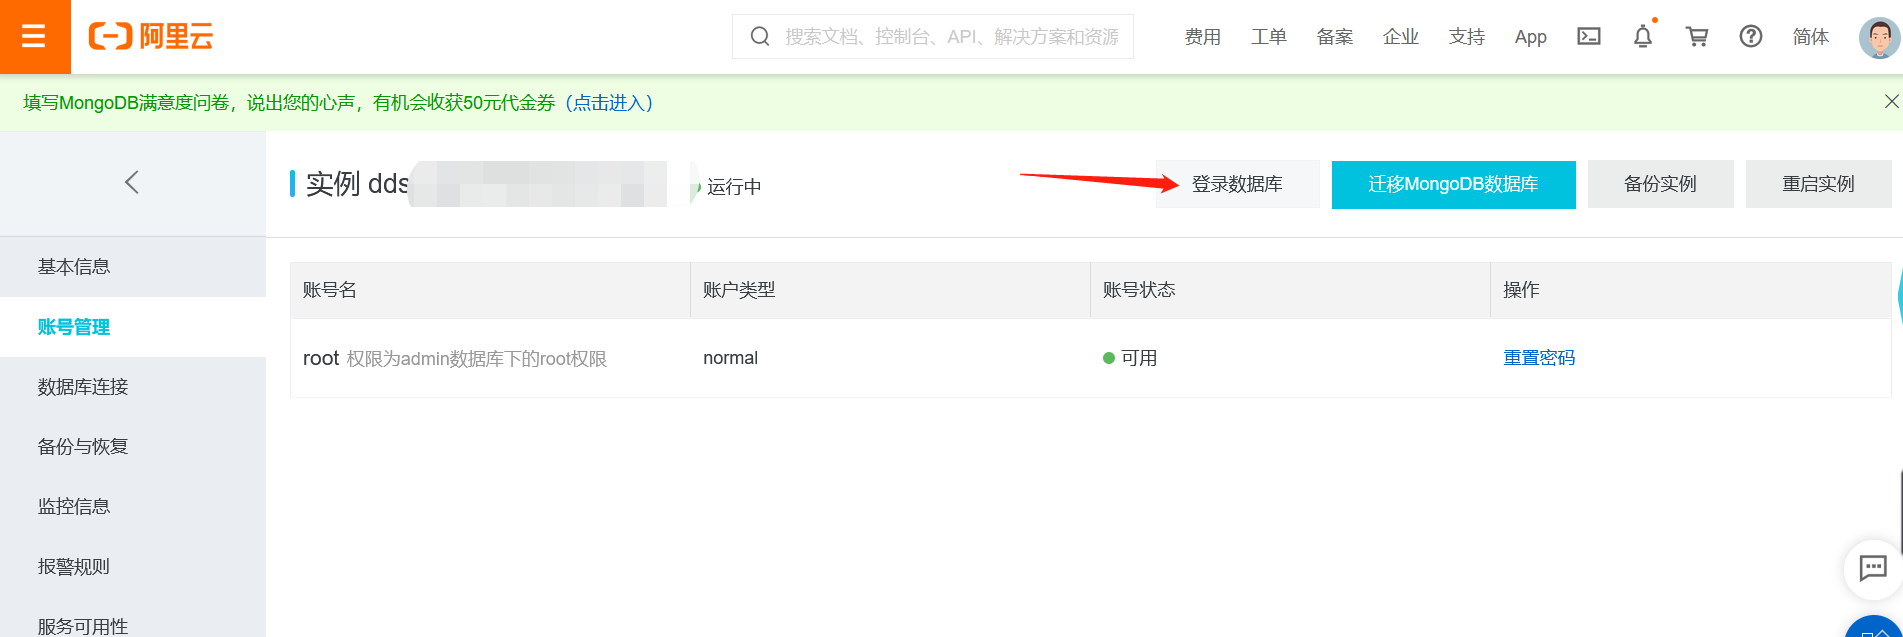 阿里云
搜索文档、控制台、API、解决方案和资源
费用 工单 备案 企业 支持 App 简体
填写MongoDB满意度问卷，说出您的心声，有机会收获50元代金券（点击进入）
实例 dds
运行中
登录数据库 迁移MongoDB数据库 备份实例 重启实例
基本信息
账号管理
数据库连接
备份与恢复
监控信息
报警规则
服务可用性
账号名 账户类型 账号状态 操作
root 权限为admin数据库下的root权限 normal 可用 重置密码